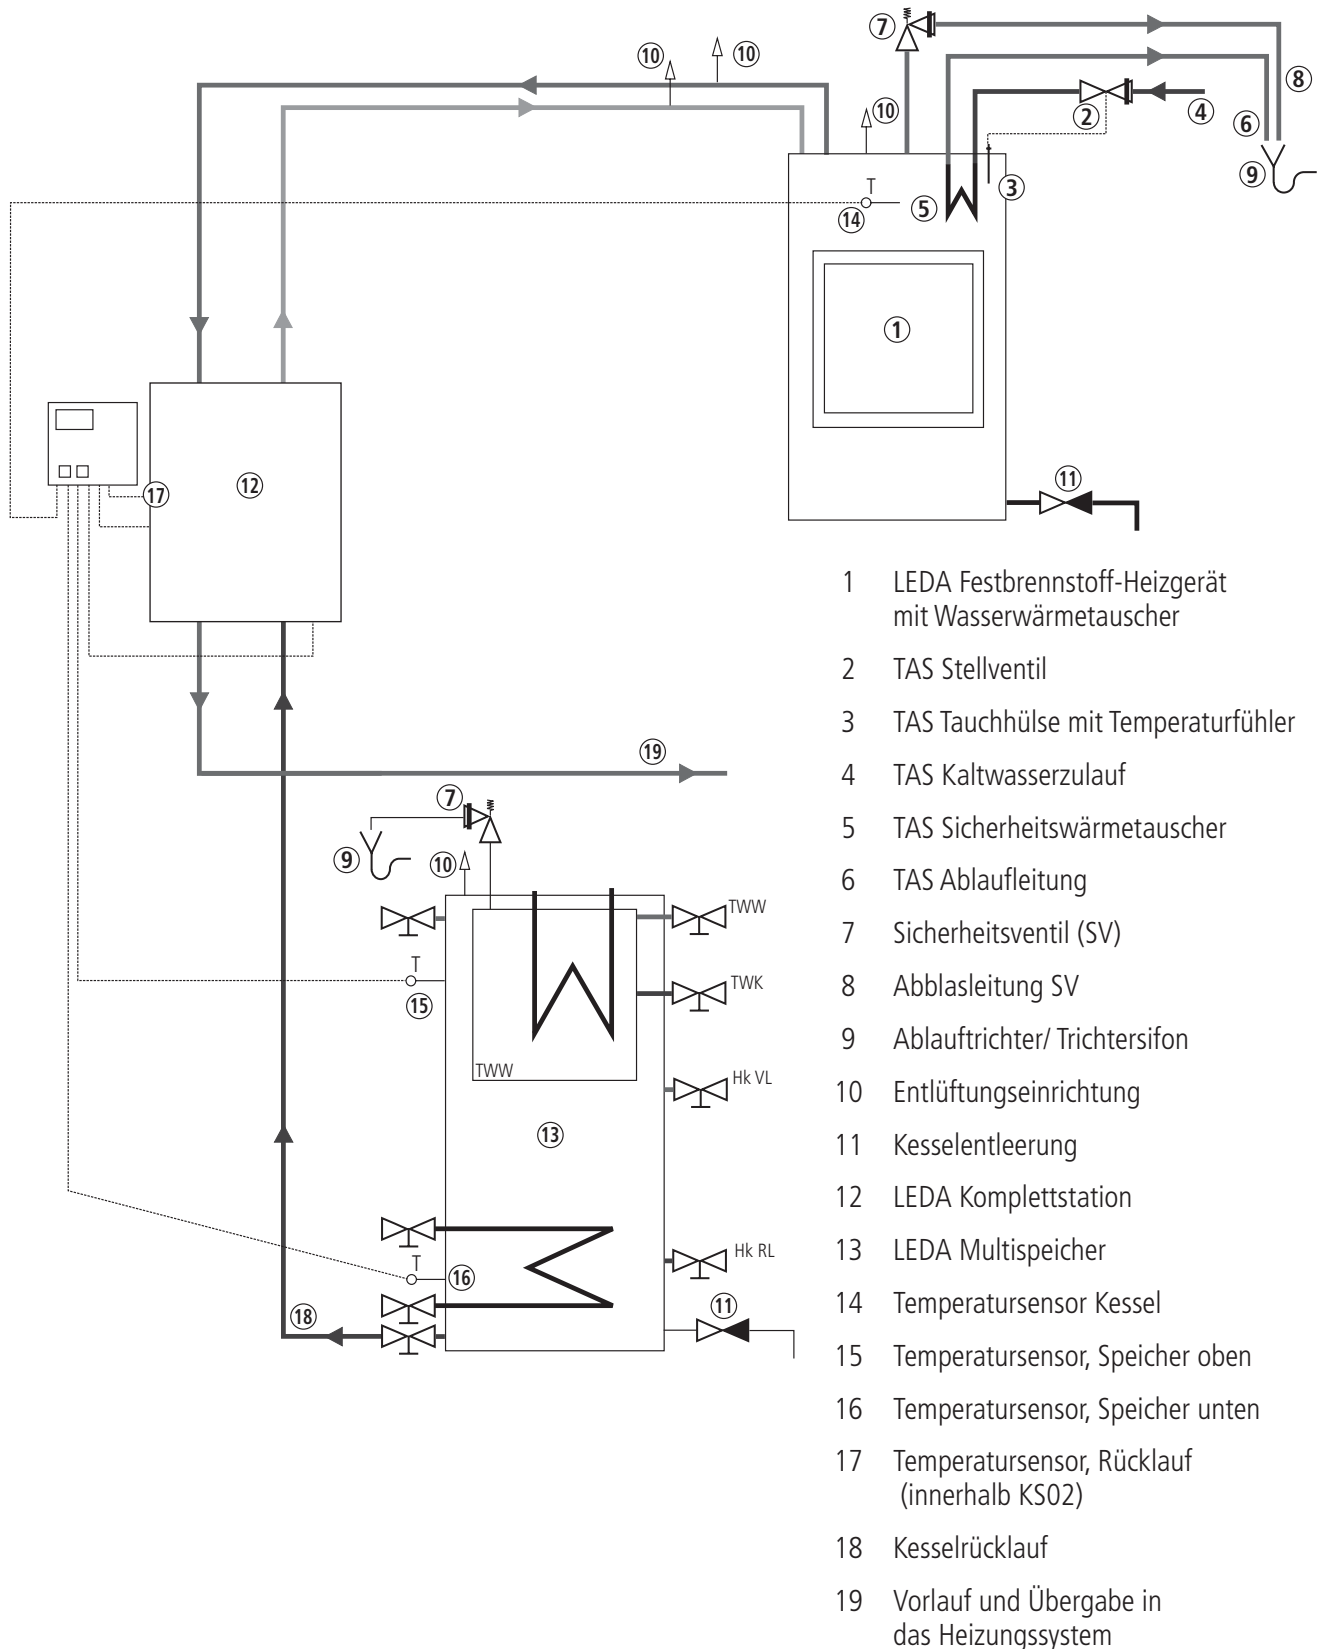 7
10
10
8
10
2
4
6
9
3
T
5
14
1
17
12
11
19
7
9
10
TWW
T
TWK
15
TWW
Hk VL
13
Hk RL
T
16
11
18
1 LEDA Festbrennstoff-Heizgerät
mit Wasserwärmetauscher
2 TAS Stellventil
3 TAS Tauchhülse mit Temperaturfühler
4 TAS Kaltwasserzulauf
5 TAS Sicherheitswärmetauscher
6 TAS Ablaufleitung
7 Sicherheitsventil (SV)
8 Abblasleitung SV
9 Ablauftrichter/ Trichtersifon
10 Entlüftungseinrichtung
11 Kesselentleerung
12 LEDA Komplettstation
13 LEDA Multispeicher
14 Temperatursensor Kessel
15 Temperatursensor, Speicher oben
16 Temperatursensor, Speicher unten
17 Temperatursensor, Rücklauf
(innerhalb KS02)
18 Kesselrücklauf
19 Vorlauf und Übergabe in
das Heizungssystem